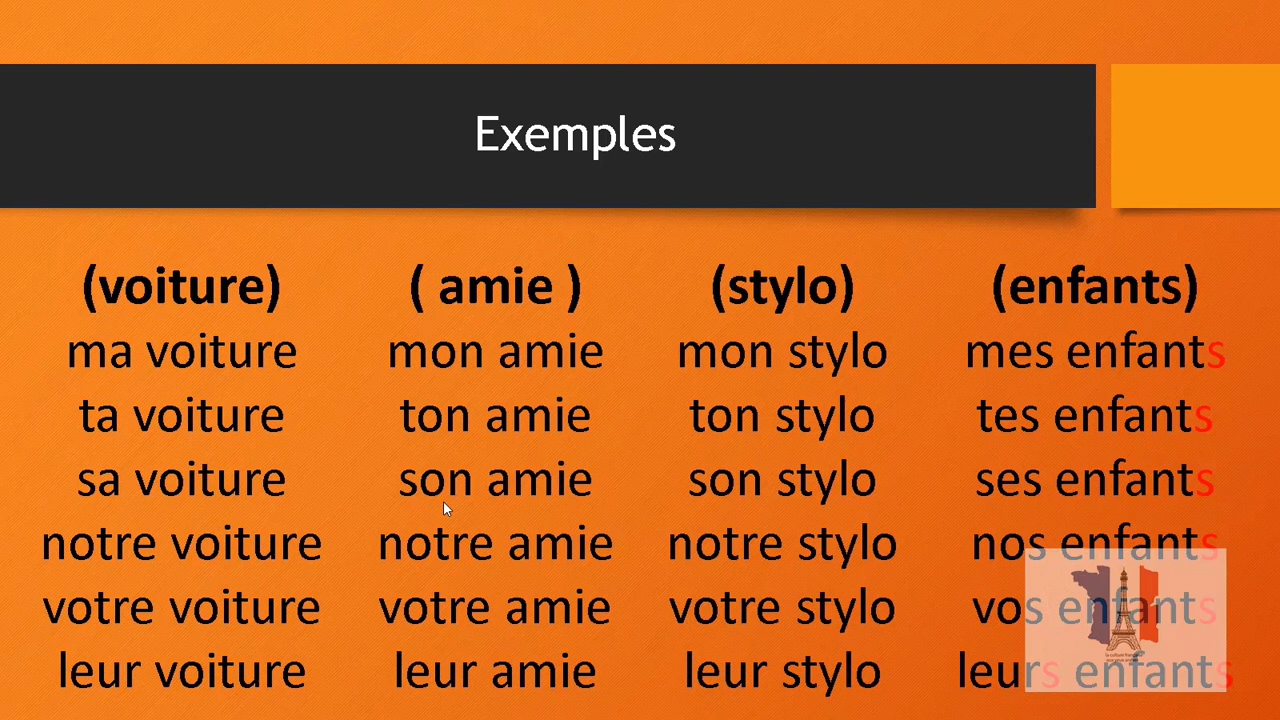 Exemples
(voiture) ( amie ) (stylo) (enfants)
ma voiture mon amie mon stylo mes enfants
ta voiture ton amie ton stylo tes enfants
sa voiture son amie son stylo ses enfants
notre voiture notre amie notre stylo nos enfants
votre voiture votre amie votre stylo vos enfants
leur voiture leur amie leur stylo leurs enfants